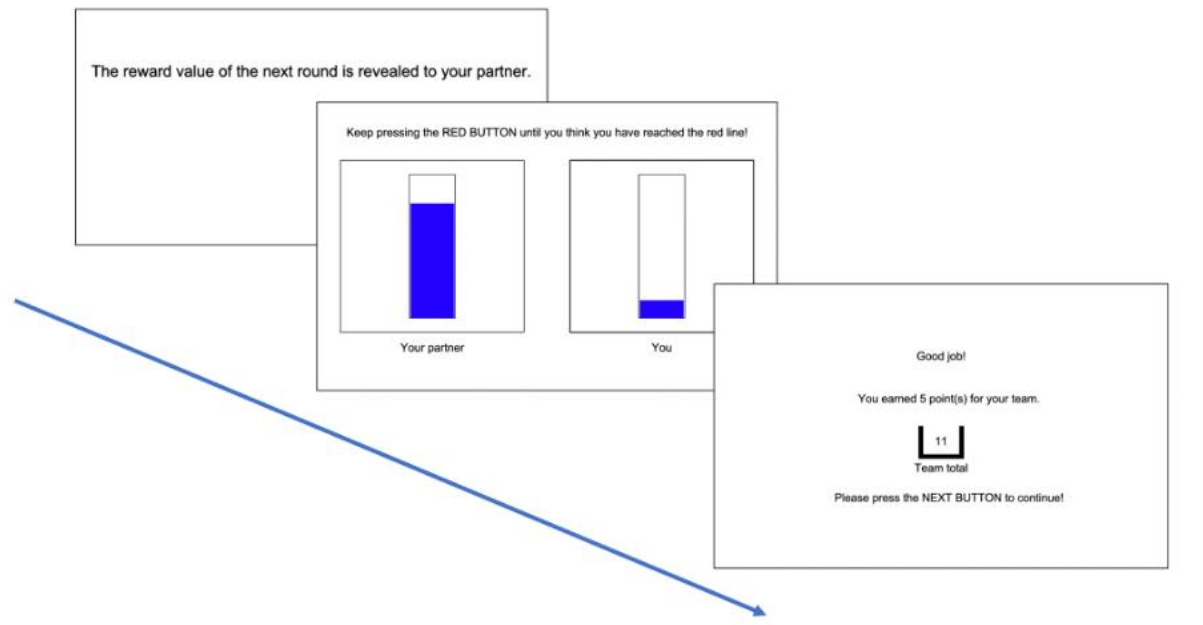 The reward value of the next round is revealed to your partner.
Keep pressing the RED BUTTON until you think you have reached the red line!
Your partner
You
Good job!
You earned 5 point(s) for your team.
11
Team total
Please press the NEXT BUTTON to continue!